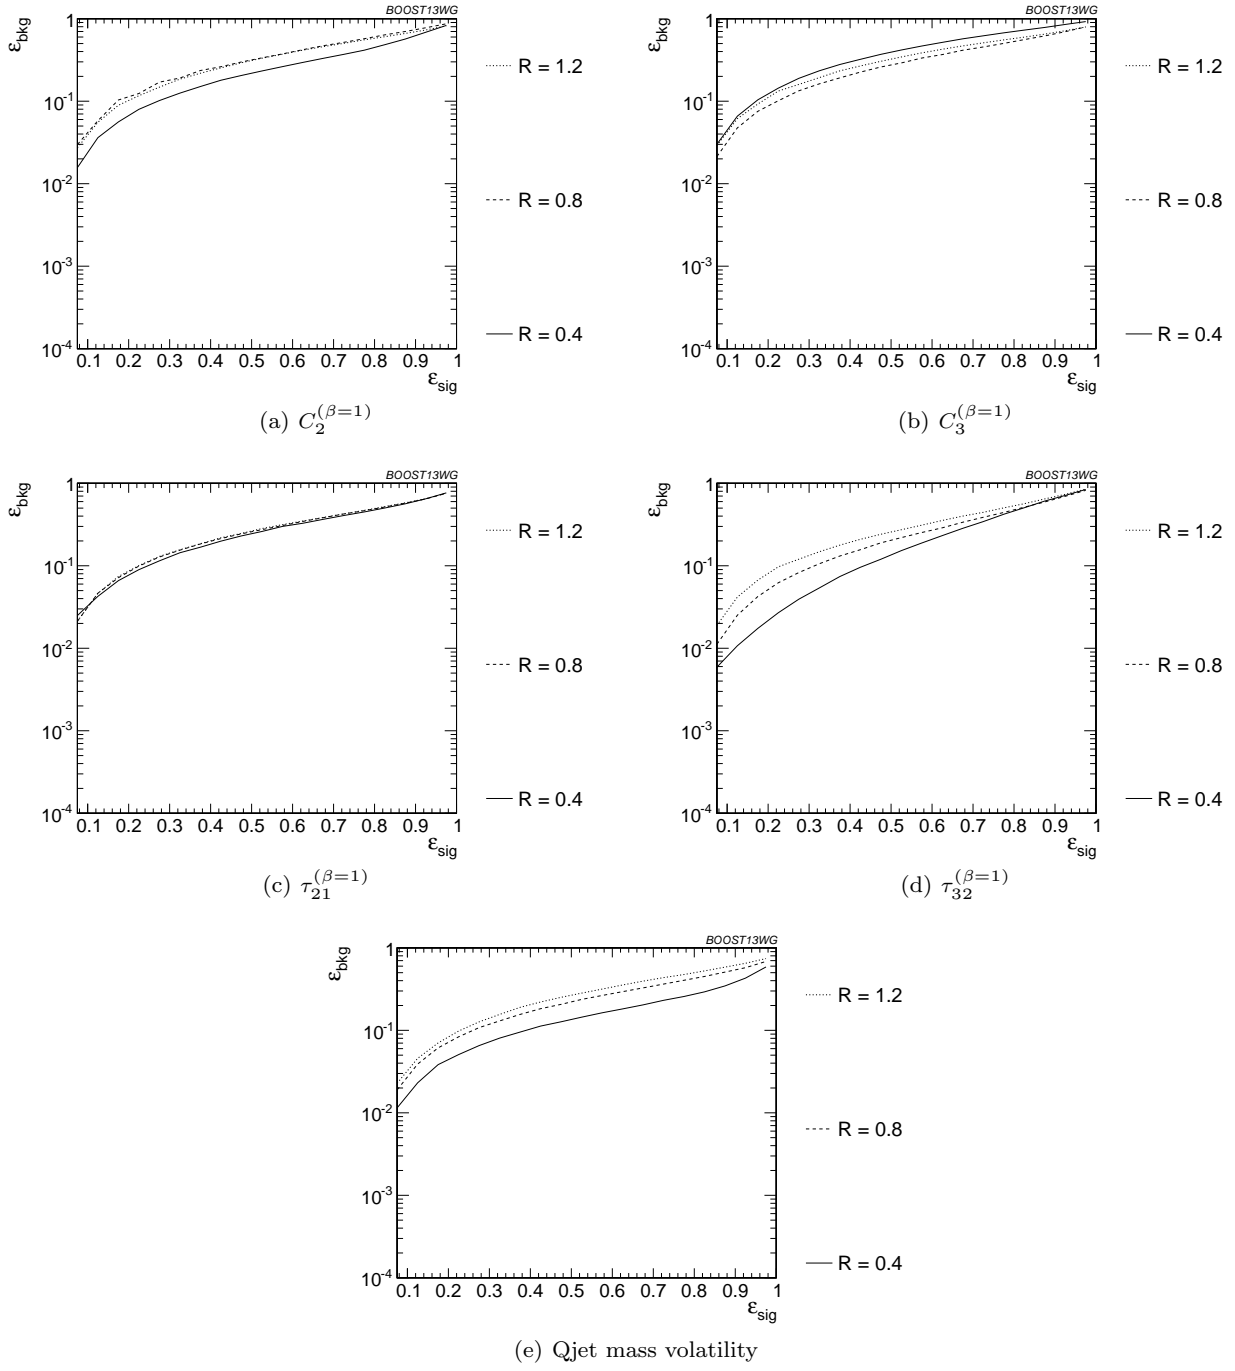 BOOST13WG
ε_bkg
1
10^-1
10^-2
10^-3
10^-4
0.1 0.2 0.3 0.4 0.5 0.6 0.7 0.8 0.9 1
ε_sig
R = 1.2
R = 0.8
R = 0.4
(a) C_2^(β=1)
BOOST13WG
ε_bkg
1
10^-1
10^-2
10^-3
10^-4
0.1 0.2 0.3 0.4 0.5 0.6 0.7 0.8 0.9 1
ε_sig
R = 1.2
R = 0.8
R = 0.4
(b) C_3^(β=1)
BOOST13WG
ε_bkg
1
10^-1
10^-2
10^-3
10^-4
0.1 0.2 0.3 0.4 0.5 0.6 0.7 0.8 0.9 1
ε_sig
R = 1.2
R = 0.8
R = 0.4
(c) τ_21^(β=1)
BOOST13WG
ε_bkg
1
10^-1
10^-2
10^-3
10^-4
0.1 0.2 0.3 0.4 0.5 0.6 0.7 0.8 0.9 1
ε_sig
R = 1.2
R = 0.8
R = 0.4
(d) τ_32^(β=1)
BOOST13WG
ε_bkg
1
10^-1
10^-2
10^-3
10^-4
0.1 0.2 0.3 0.4 0.5 0.6 0.7 0.8 0.9 1
ε_sig
R = 1.2
R = 0.8
R = 0.4
(e) Qjet mass volatility